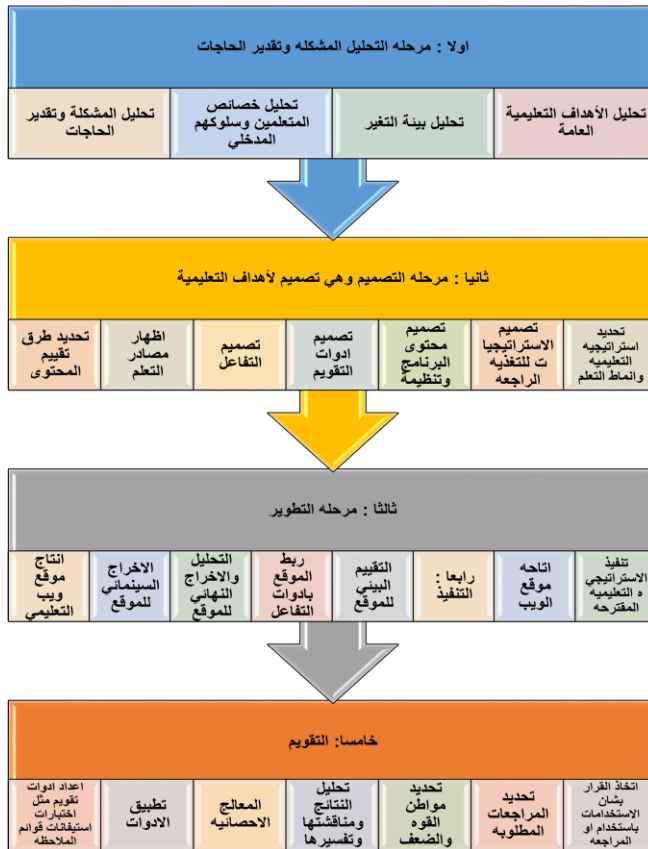 اولا : مرحله التحليل المشكله وتقدير الحاجات
تحليل الأهداف التعليمية
العامة
تحليل بيئة التغير
تحليل خصائص
المتعلمين وسلوكهم
المدخلي
تحليل المشكلة وتقدير
الحاجات
ثانيا : مرحله التصميم وهي تصميم لأهداف التعليمية
تحديد
استراتيجيه
التعليميه
وانماط التعلم
تصميم
الاستراتيجيا
ت للتغذيه
الراجعه
تصميم
محتوى
البرنامج
وتنظيمة
تصميم
ادوات
التقويم
تصميم
التفاعل
اظهار
مصادر
التعلم
تحديد طرق
تقييم
المحتوى
ثالثا : مرحله التطوير
تنفيذ
الاستراتيجي
ه التعليميه
المقترحه
اتاحه
موقع
الويب
رابعا :
التنفيذ
التقييم
البيني
للموقع
ربط
الموقع
بادوات
التفاعل
التحليل
والاخراج
النهائي
للموقع
الاخراج
السينمائي
للموقع
انتاج
موقع
ويب
التعليمي
خامسا: التقويم
اتخاذ القرار
بشان
الاستخدامات
باستخدام او
المراجعه
تحديد
المراجعات
المطلوبه
تحديد
مواطن
القوه
والضعف
تحليل
النتائج
ومناقشتها
وتفسيرها
المعالج
الاحصائيه
تطبيق
الادوات
اعداد ادوات
تقويم مثل
اختبارات
استيفانات قوائم
الملاحظه